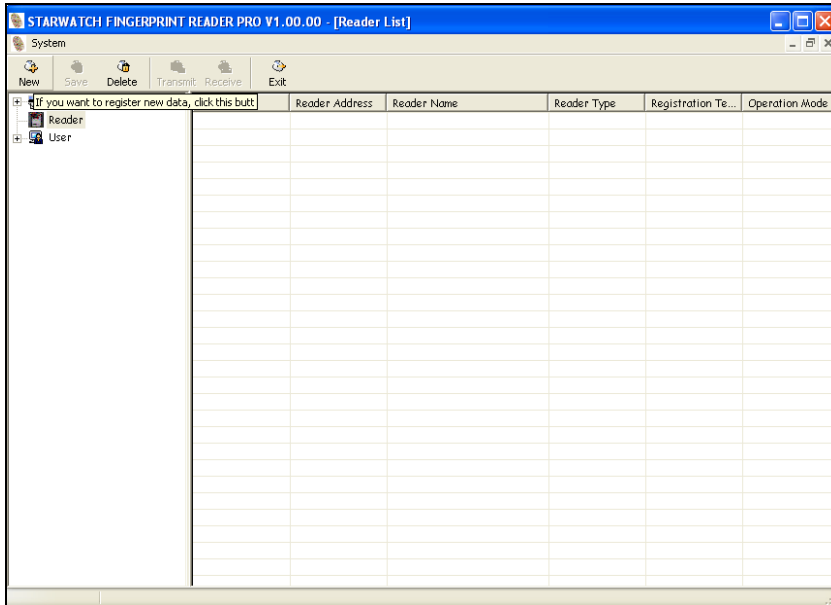 STARWATCH FINGERPRINT READER PRO V1.00.00 - [Reader List]
System
New Save Delete Transmit Receive Exit
If you want to register new data, click this butt
Reader Address Reader Name Reader Type Registration Te... Operation Mode
Reader
User